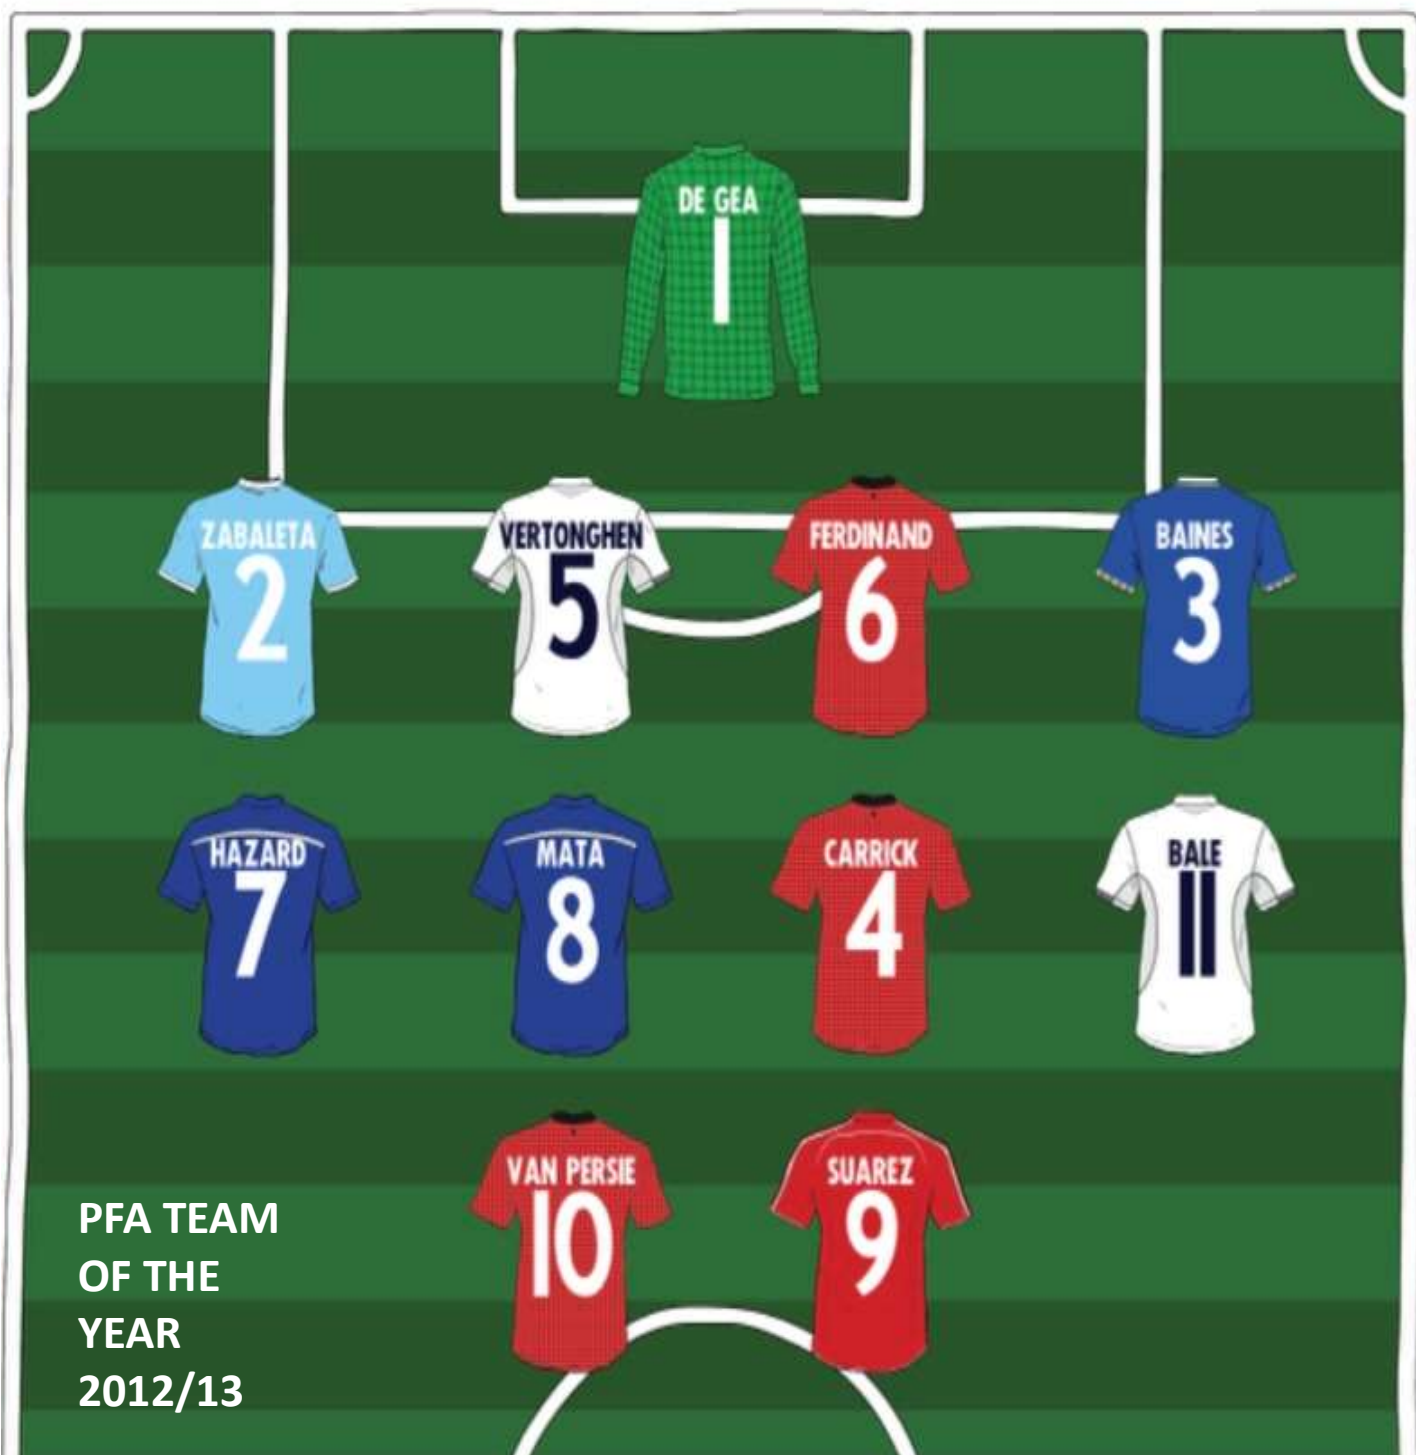 DE GEA
1
ZABALETA
2
VERTONGHEN
5
FERDINAND
6
BAINES
3
HAZARD
7
MATA
8
CARRICK
4
BALE
11
VAN PERSIE
10
SUAREZ
9
PFA TEAM
OF THE
YEAR
2012/13